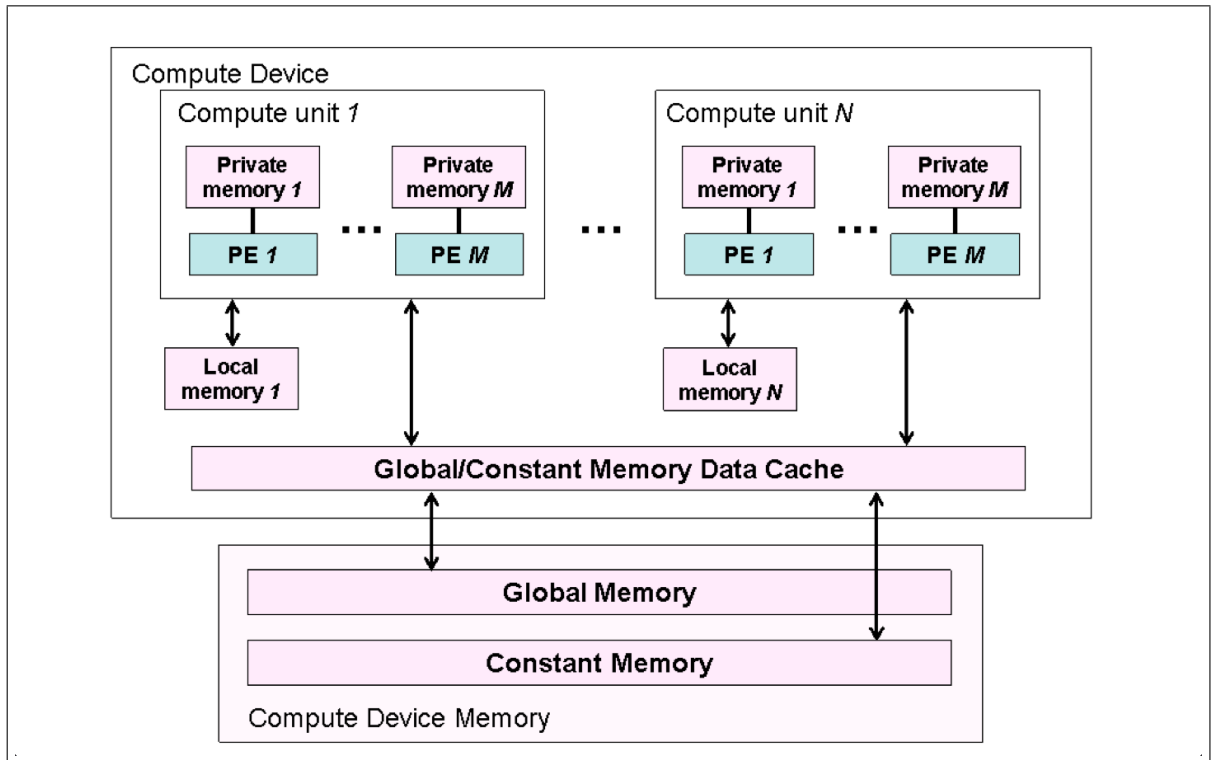 Compute Device
Compute unit 1
Compute unit N
Private
memory 1
Private
memory M
Private
memory 1
Private
memory M
...
...
...
PE 1
PE M
PE 1
PE M
Local
memory 1
Local
memory N
Global/Constant Memory Data Cache
Global Memory
Constant Memory
Compute Device Memory